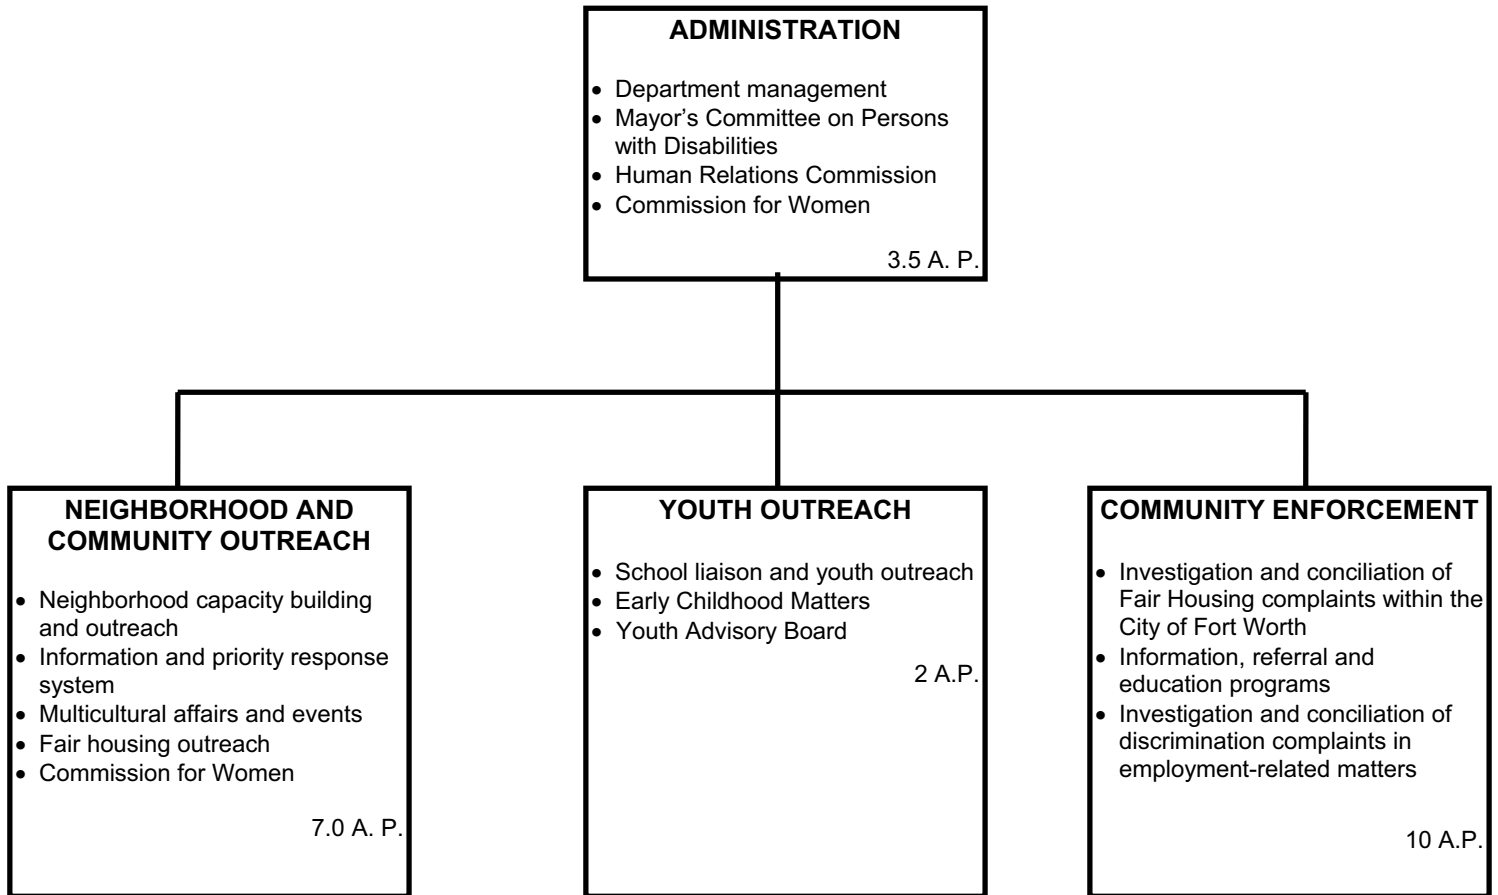 ADMINISTRATION
• Department management
• Mayor’s Committee on Persons
with Disabilities
• Human Relations Commission
• Commission for Women
3.5 A. P.
NEIGHBORHOOD AND
COMMUNITY OUTREACH
• Neighborhood capacity building
and outreach
• Information and priority response
system
• Multicultural affairs and events
• Fair housing outreach
• Commission for Women
7.0 A. P.
YOUTH OUTREACH
• School liaison and youth outreach
• Early Childhood Matters
• Youth Advisory Board
2 A.P.
COMMUNITY ENFORCEMENT
• Investigation and conciliation of
Fair Housing complaints within the
City of Fort Worth
• Information, referral and
education programs
• Investigation and conciliation of
discrimination complaints in
employment-related matters
10 A.P.